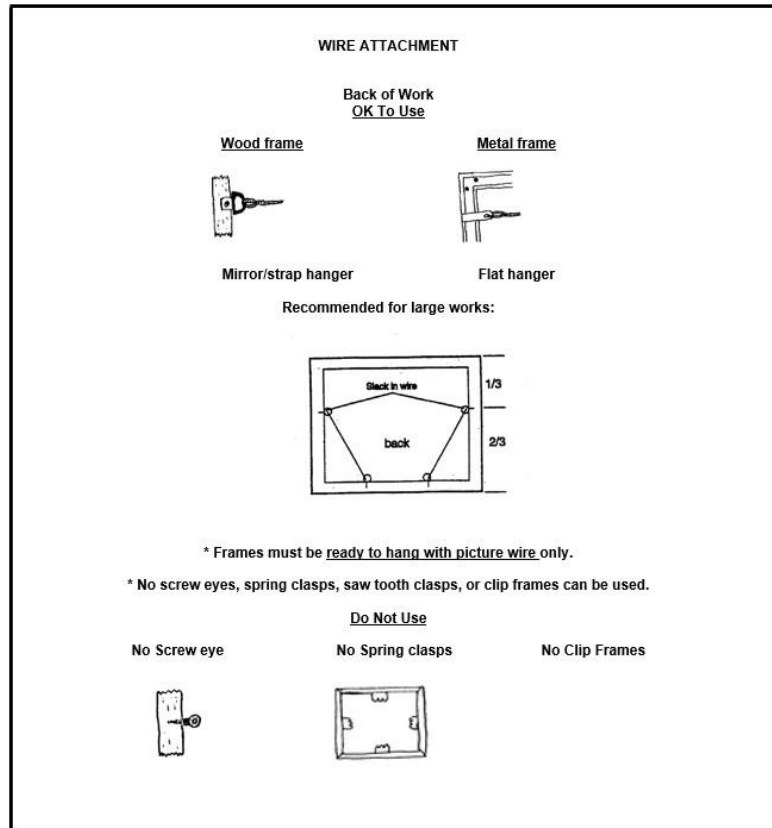 WIRE ATTACHMENT
Back of Work
OK To Use
Wood frame Metal frame
Mirror/strap hanger Flat hanger
Recommended for large works:
Slack in wire
1/3
back
2/3
* Frames must be ready to hang with picture wire only.
* No screw eyes, spring clasps, saw tooth clasps, or clip frames can be used.
Do Not Use
No Screw eye No Spring clasps No Clip Frames